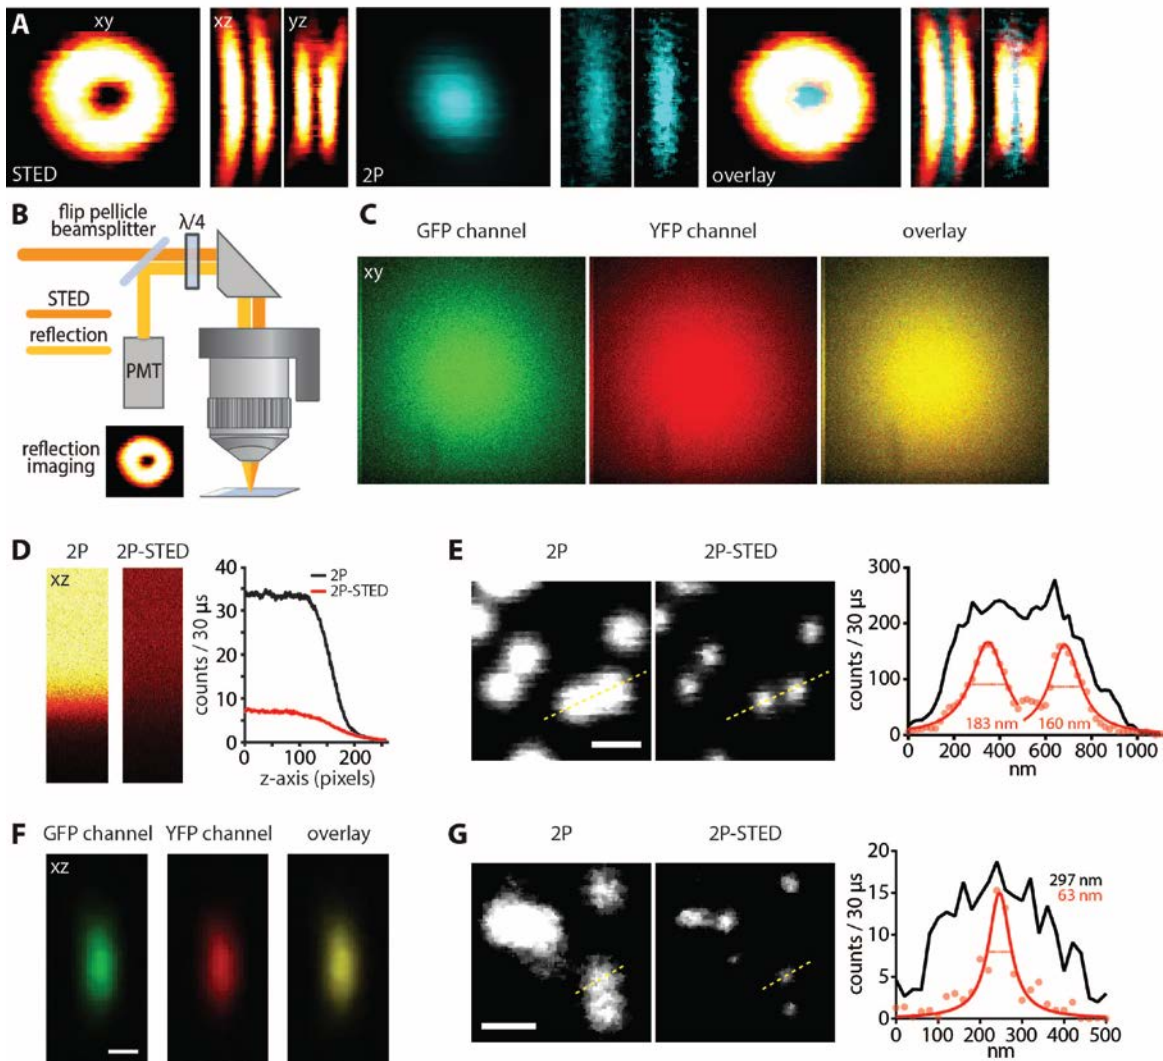 A
xy
xz
yz
STED
2P
overlay
B
flip pellicle
beamsplitter
λ/4
STED
reflection
PMT
reflection
imaging
C
GFP channel
YFP channel
overlay
xy
D
2P
2P-STED
xz
counts / 30 µs
40
30
20
10
0
2P
2P-STED
0
100
200
z-axis (pixels)
E
2P
2P-STED
counts / 30 µs
300
200
100
0
183 nm
160 nm
0
200
400
600
800
1000
nm
F
GFP channel
YFP channel
overlay
xz
G
2P
2P-STED
counts / 30 µs
20
15
10
5
0
297 nm
63 nm
0
100
200
300
400
500
nm